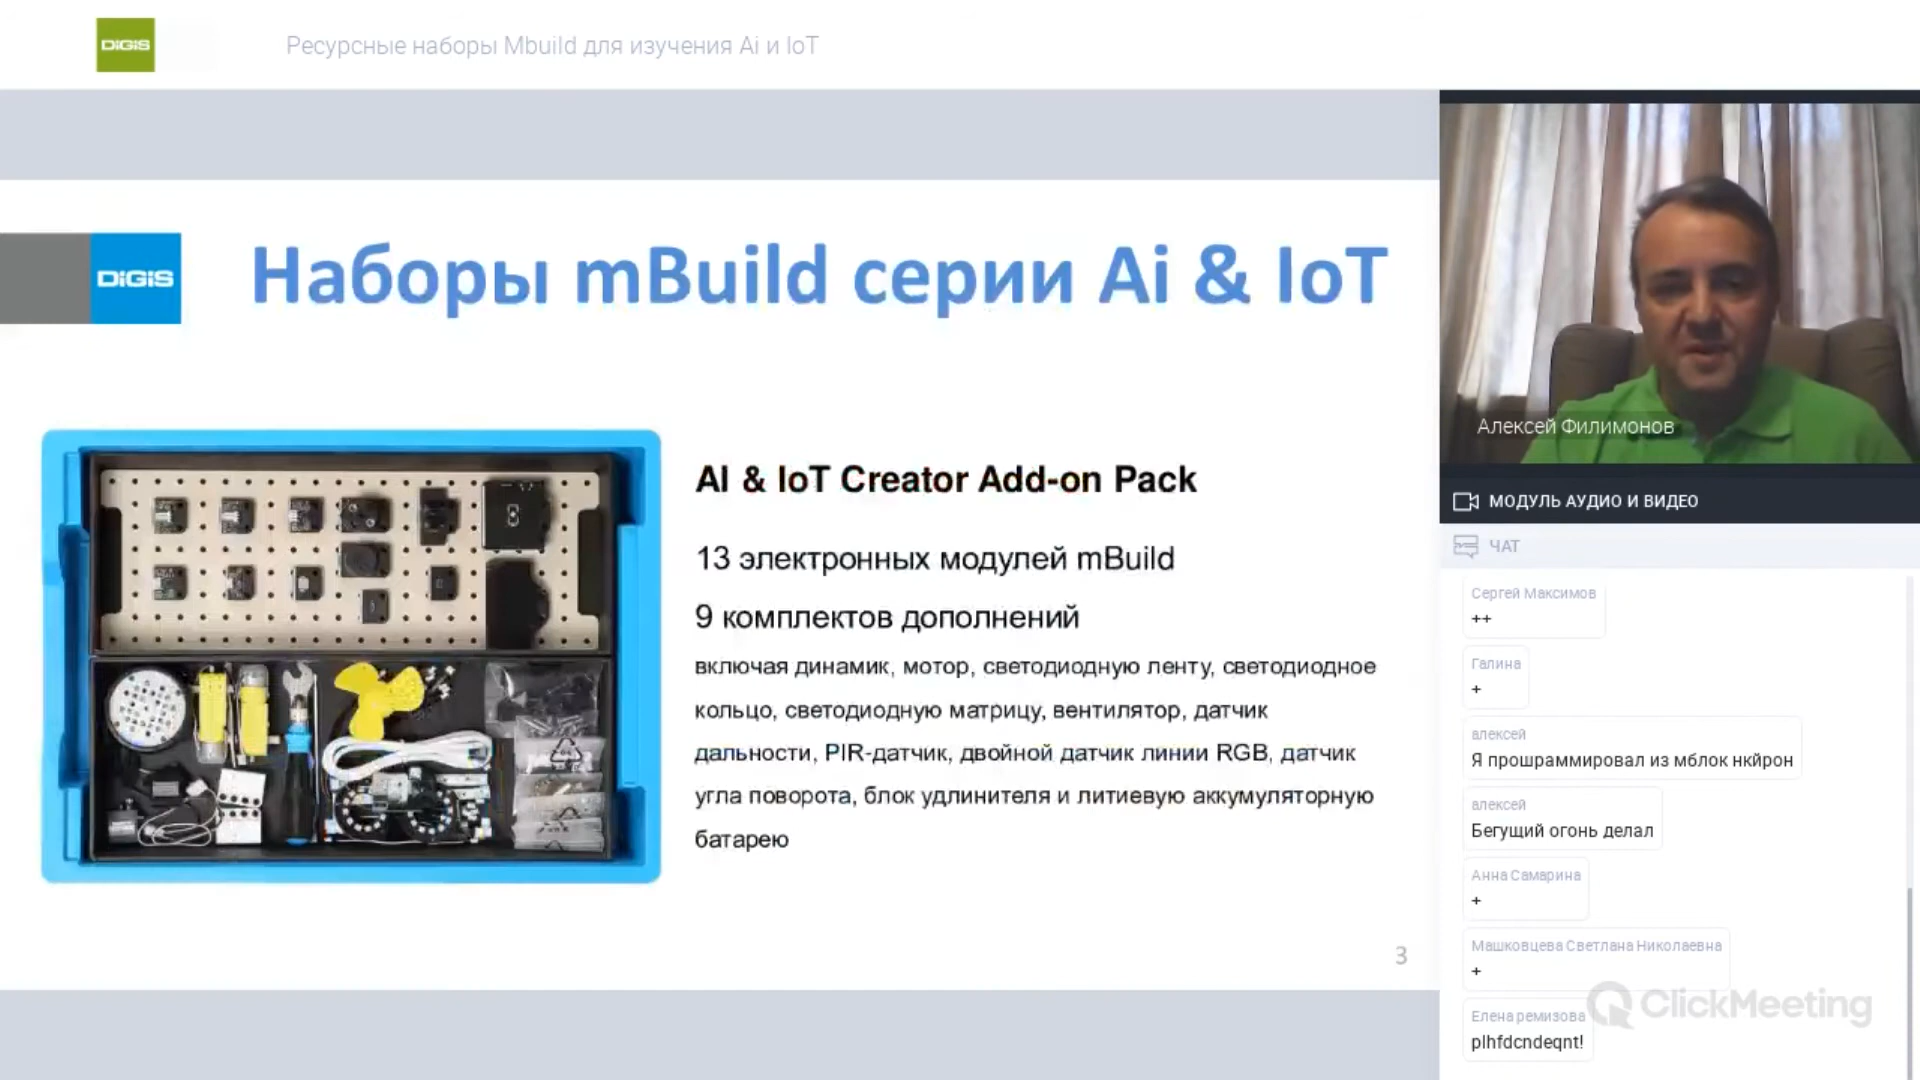 DiGiS
Ресурсные наборы Mbuild для изучения Ai и IoT
DiGiS
Наборы mBuild серии Ai & IoT
AI & IoT Creator Add-on Pack
13 электронных модулей mBuild
9 комплектов дополнений
включая динамик, мотор, светодиодную ленту, светодиодное
кольцо, светодиодную матрицу, вентилятор, датчик
дальности, PIR-датчик, двойной датчик линии RGB, датчик
угла поворота, блок удлинителя и литиевую аккумуляторную
батарею
3
Алексей Филимонов
МОДУЛЬ АУДИО И ВИДЕО
ЧАТ
Сергей Максимов
++
Галина
+
алексей
Я прошраммировал из мблок нкйрон
алексей
Бегущий огонь делал
Анна Самарина
+
Машковцева Светлана Николаевна
+
Елена ремизова
plhfdcndeqnt!
ClickMeeting